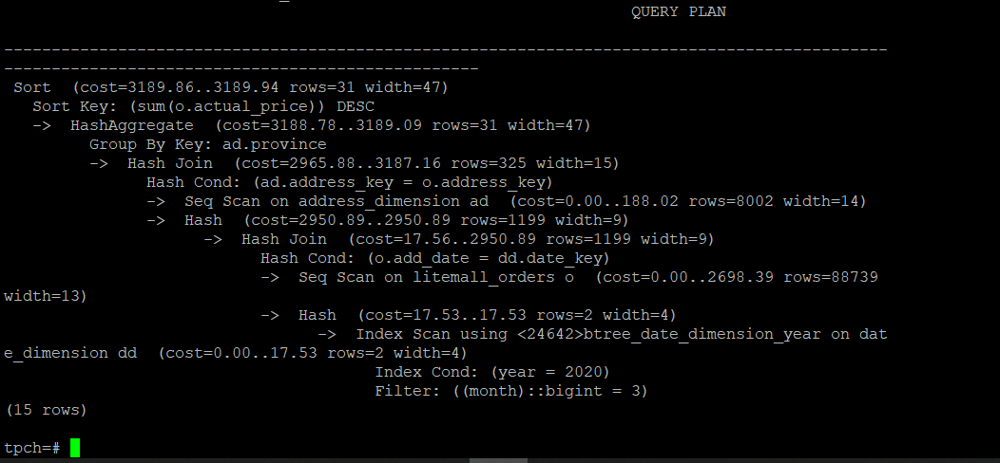 QUERY PLAN
---------------------------------------------------------------------------------------------
--------------------------------------------------
Sort  (cost=3189.86..3189.94 rows=31 width=47)
Sort Key: (sum(o.actual_price)) DESC
->  HashAggregate  (cost=3188.78..3189.09 rows=31 width=47)
Group By Key: ad.province
->  Hash Join  (cost=2965.88..3187.16 rows=325 width=15)
Hash Cond: (ad.address_key = o.address_key)
->  Seq Scan on address_dimension ad  (cost=0.00..188.02 rows=8002 width=14)
->  Hash  (cost=2950.89..2950.89 rows=1199 width=9)
->  Hash Join  (cost=17.56..2950.89 rows=1199 width=9)
Hash Cond: (o.add_date = dd.date_key)
->  Seq Scan on litemall_orders o  (cost=0.00..2698.39 rows=88739
width=13)
->  Hash  (cost=17.53..17.53 rows=2 width=4)
->  Index Scan using <24642>btree_date_dimension_year on dat
e_dimension dd  (cost=0.00..17.53 rows=2 width=4)
Index Cond: (year = 2020)
Filter: ((month)::bigint = 3)
(15 rows)
tpch=#